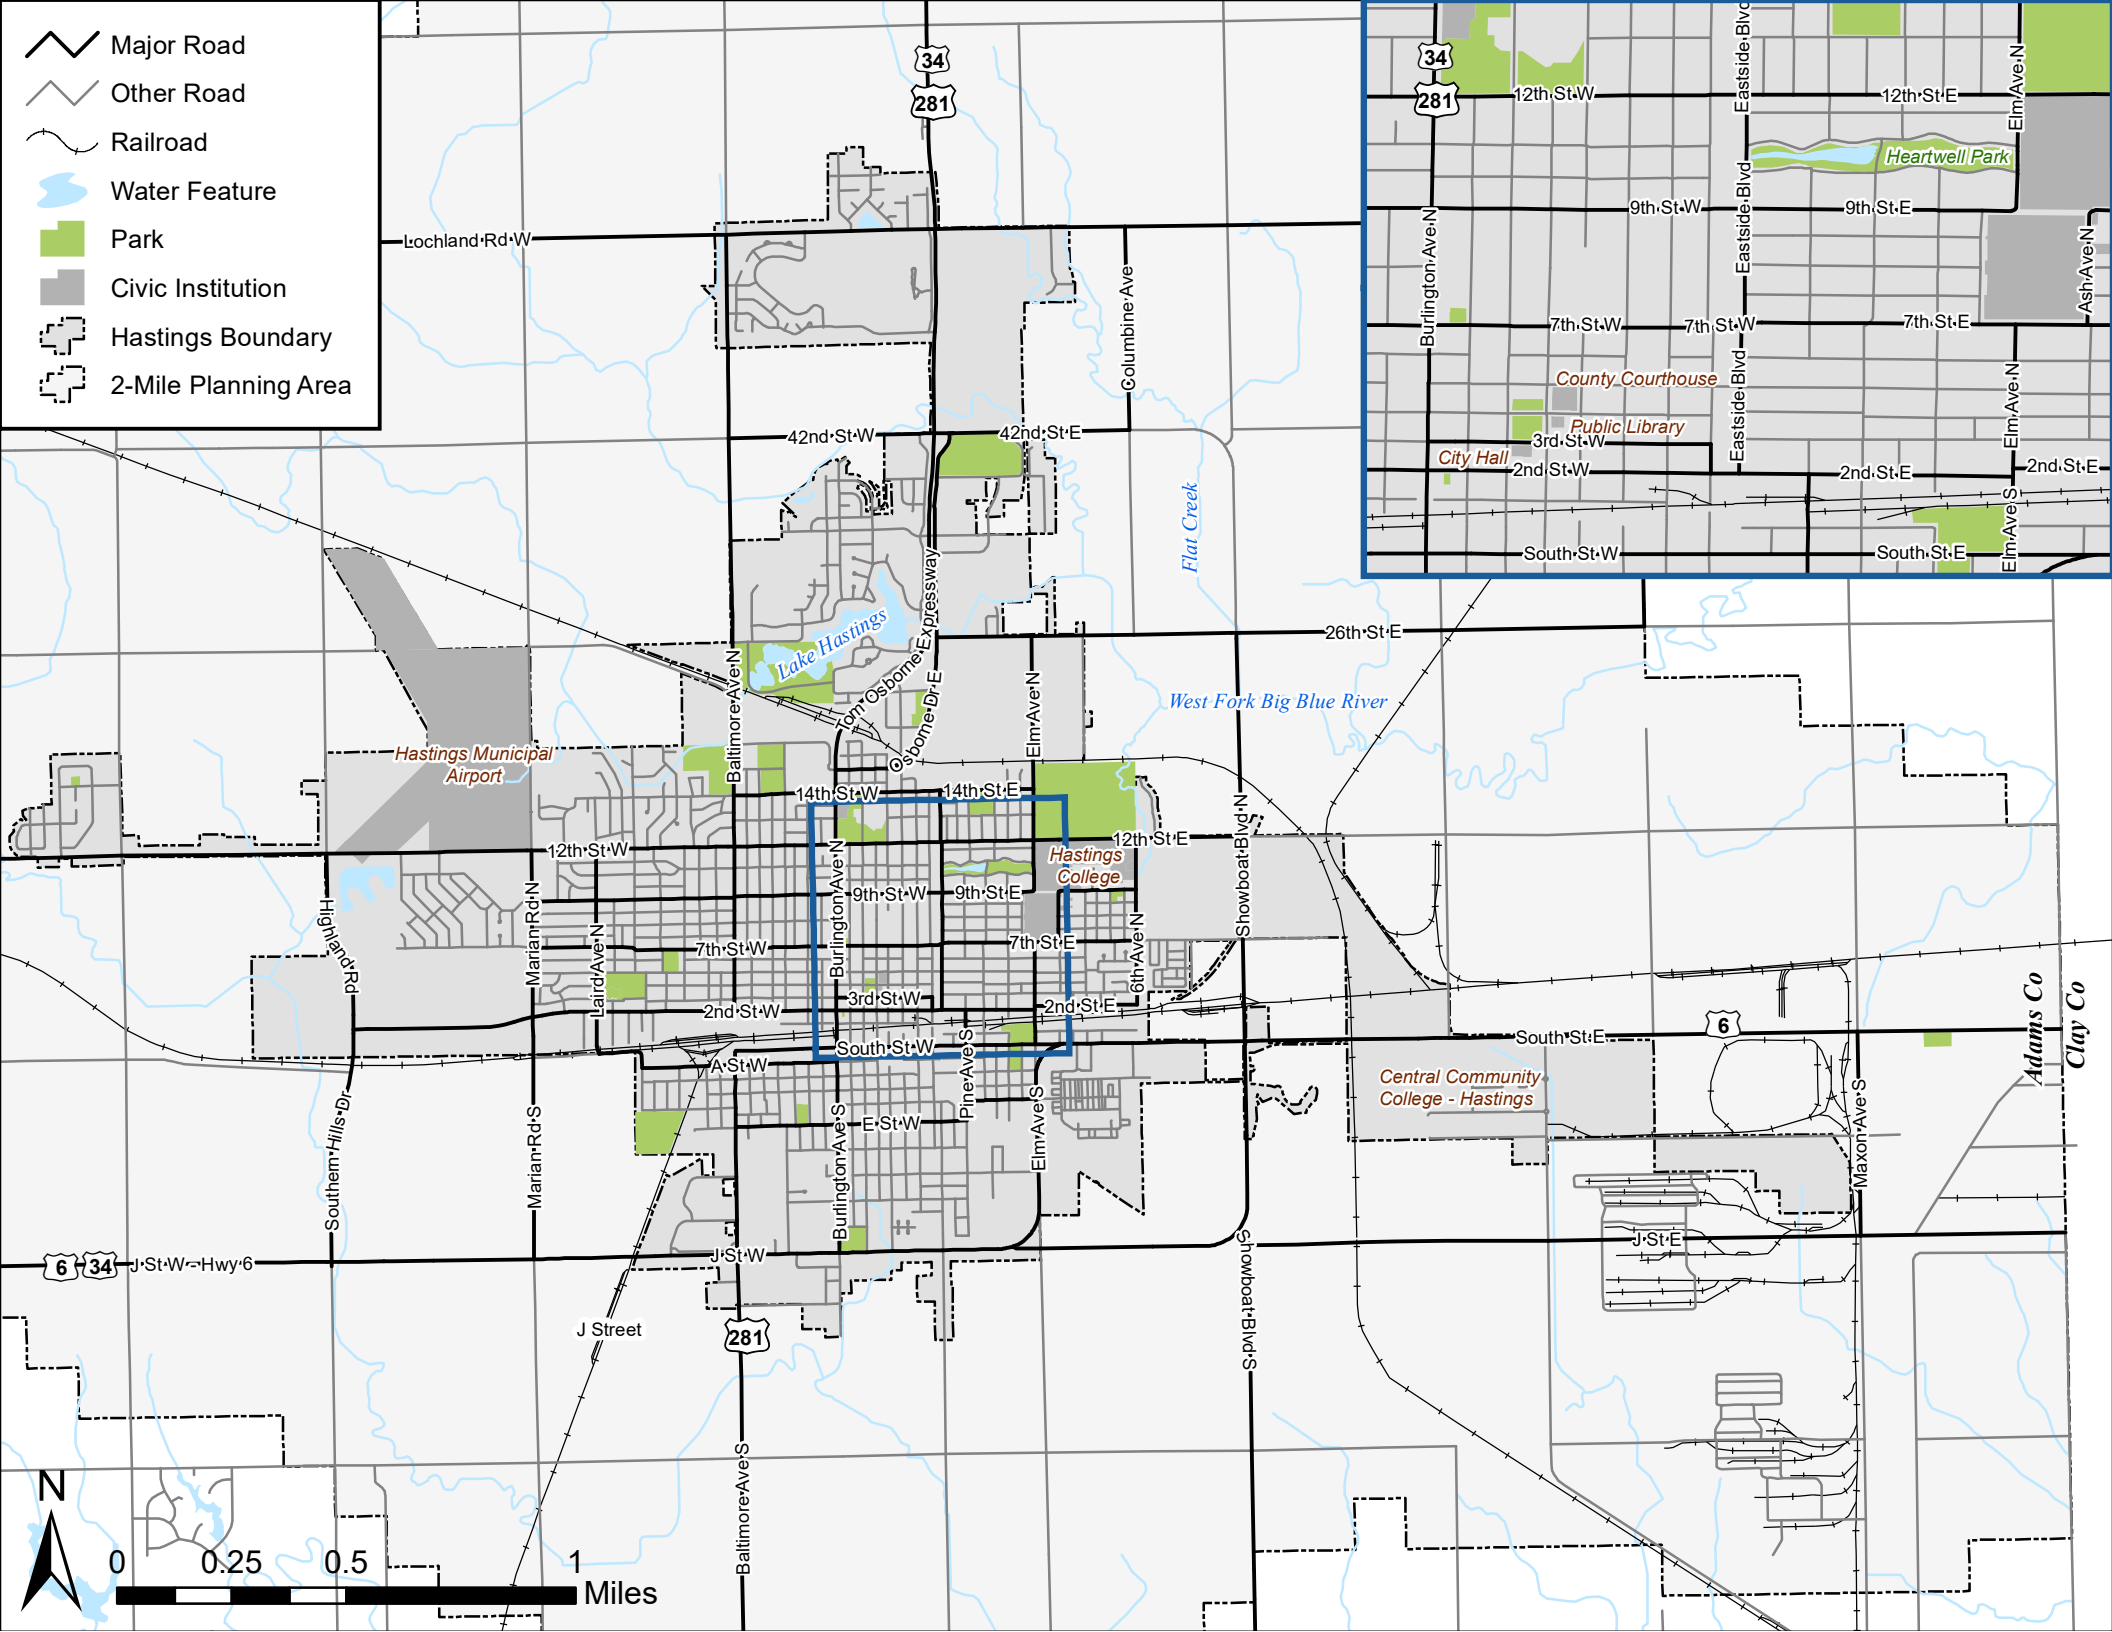 Major Road
Other Road
Railroad
Water Feature
Park
Civic Institution
Hastings Boundary
2-Mile Planning Area
34
281
Lochland Rd W
Columbine Ave
42nd St W
42nd St E
Flat Creek
Lake Hastings
Tom Osborne Expressway
Osborne Dr E
26th St E
West Fork Big Blue River
Baltimore Ave N
Elm Ave N
Hastings Municipal
Airport
14th St W
14th St E
12th St W
12th St E
Hastings
College
Showboat Blvd N
Highland Rd
Marian Rd N
Laird Ave N
Burlington Ave N
9th St W
9th St E
7th St W
7th St E
6th Ave N
3rd St W
2nd St W
2nd St E
South St W
South St E
6
Adams Co
Clay Co
A St W
Pine Ave S
E St W
Elm Ave S
Burlington Ave S
Central Community
College - Hastings
Maxon Ave S
Southern Hills Dr
Marian Rd S
6
34
J St W - Hwy 6
J St W
J St E
Showboat Blvd S
J Street
281
Baltimore Ave S
N
0
0.25
0.5
1
Miles
34
281
12th St W
12th St E
Eastside Blvd
Elm Ave N
Heartwell Park
Burlington Ave N
9th St W
9th St E
Eastside Blvd
Ash Ave N
7th St W
7th St W
7th St E
County Courthouse
Public Library
Eastside Blvd
Elm Ave N
3rd St W
City Hall
2nd St W
2nd St E
2nd St E
South St W
South St E
Elm Ave S